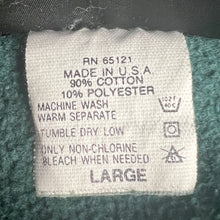 RN 65121
MADE IN U.S.A.
90% COTTON
10% POLYESTER
MACHINE WASH
WARM SEPARATE
TUMBLE DRY LOW
ONLY NON-CHLORINE
BLEACH WHEN NEEDED
LARGE